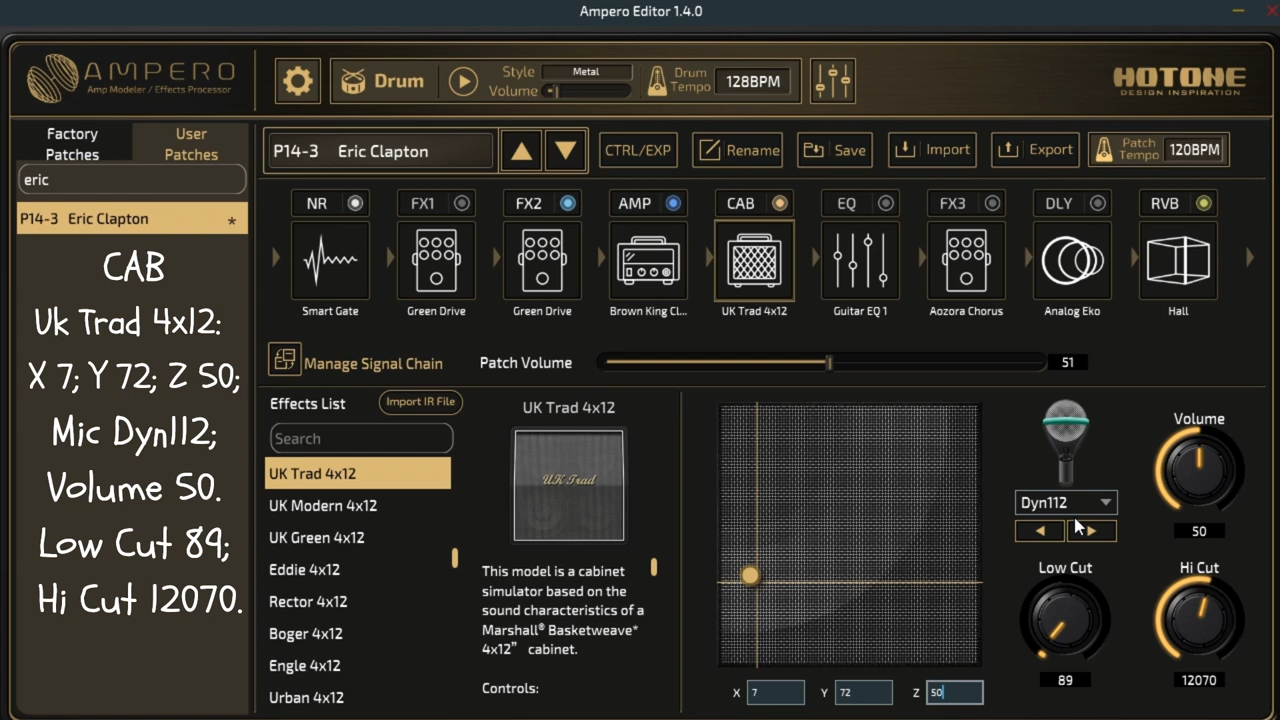 Ampero Editor 1.4.0
AMPERO
Amp Modeler / Effects Processor
Drum
Style
Metal
Volume
Drum Tempo
128BPM
HOTONE
DESIGN INSPIRATION
Factory Patches
User Patches
eric
P14-3 Eric Clapton *
P14-3 Eric Clapton
CTRL/EXP
Rename
Save
Import
Export
Patch Tempo
120BPM
NR
FX1
FX2
AMP
CAB
EQ
FX3
DLY
RVB
Smart Gate
Green Drive
Green Drive
Brown King Cl...
UK Trad 4x12
Guitar EQ 1
Aozora Chorus
Analog Eko
Hall
CAB
Uk Trad 4x12:
X 7; Y 72; Z 50;
Mic Dyn112;
Volume 50.
Low Cut 89;
Hi Cut 12070.
Manage Signal Chain
Patch Volume
51
Effects List
Import IR File
Search
UK Trad 4x12
UK Modern 4x12
UK Green 4x12
Eddie 4x12
Rector 4x12
Boger 4x12
Engle 4x12
Urban 4x12
UK Trad 4x12
UK Trad
This model is a cabinet
simulator based on the
sound characteristics of a
Marshall® Basketweave*
4x12" cabinet.
Controls:
X 7
Y 72
Z 50
Dyn112
Volume
50
Low Cut
89
Hi Cut
12070